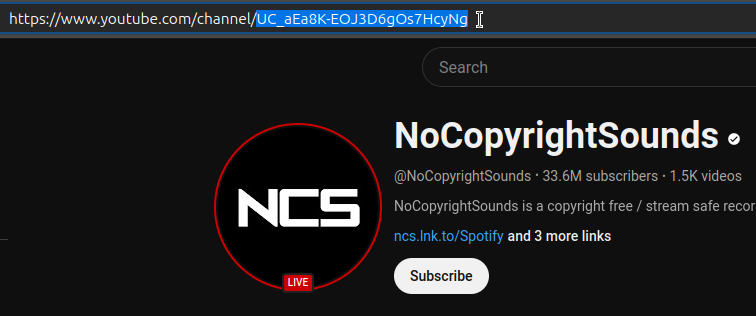 https://www.youtube.com/channel/UC_aEa8K-EOJ3D6gOs7HcyNg
Search
NoCopyrightSounds
@NoCopyrightSounds · 33.6M subscribers · 1.5K videos
NoCopyrightSounds is a copyright free / stream safe recor
ncs.lnk.to/Spotify and 3 more links
NCS
LIVE
Subscribe